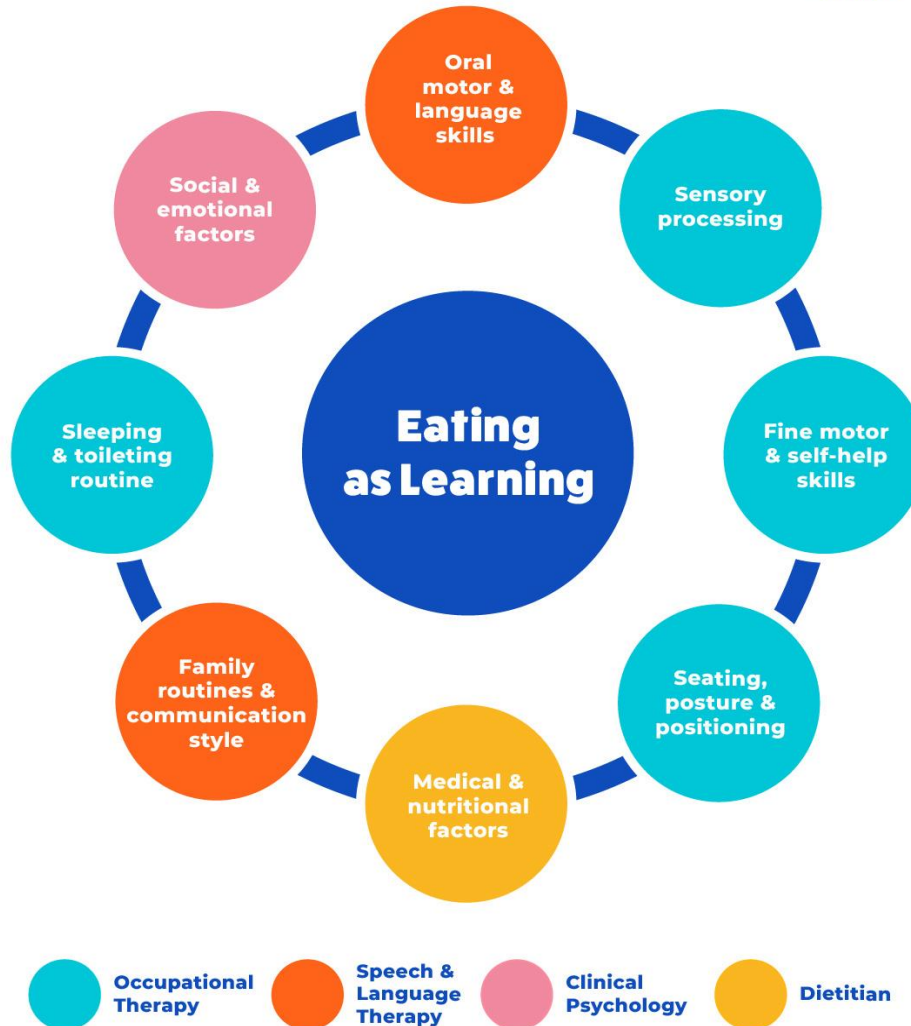 Oral
motor &
language
skills
Sensory
processing
Fine motor
& self-help
skills
Seating,
posture &
positioning
Medical &
nutritional
factors
Family
routines &
communication
style
Sleeping
& toileting
routine
Social &
emotional
factors
Eating
as Learning
Occupational
Therapy
Speech &
Language
Therapy
Clinical
Psychology
Dietitian